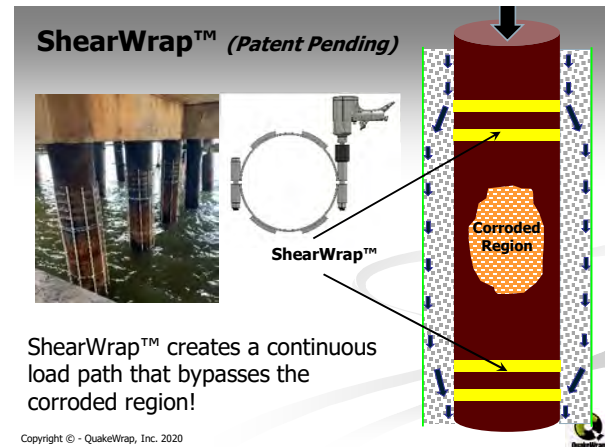 ShearWrap™ (Patent Pending)
Corroded
Region
ShearWrap™
ShearWrap™ creates a continuous
load path that bypasses the
corroded region!
Copyright © - QuakeWrap, Inc. 2020
QuakeWrap